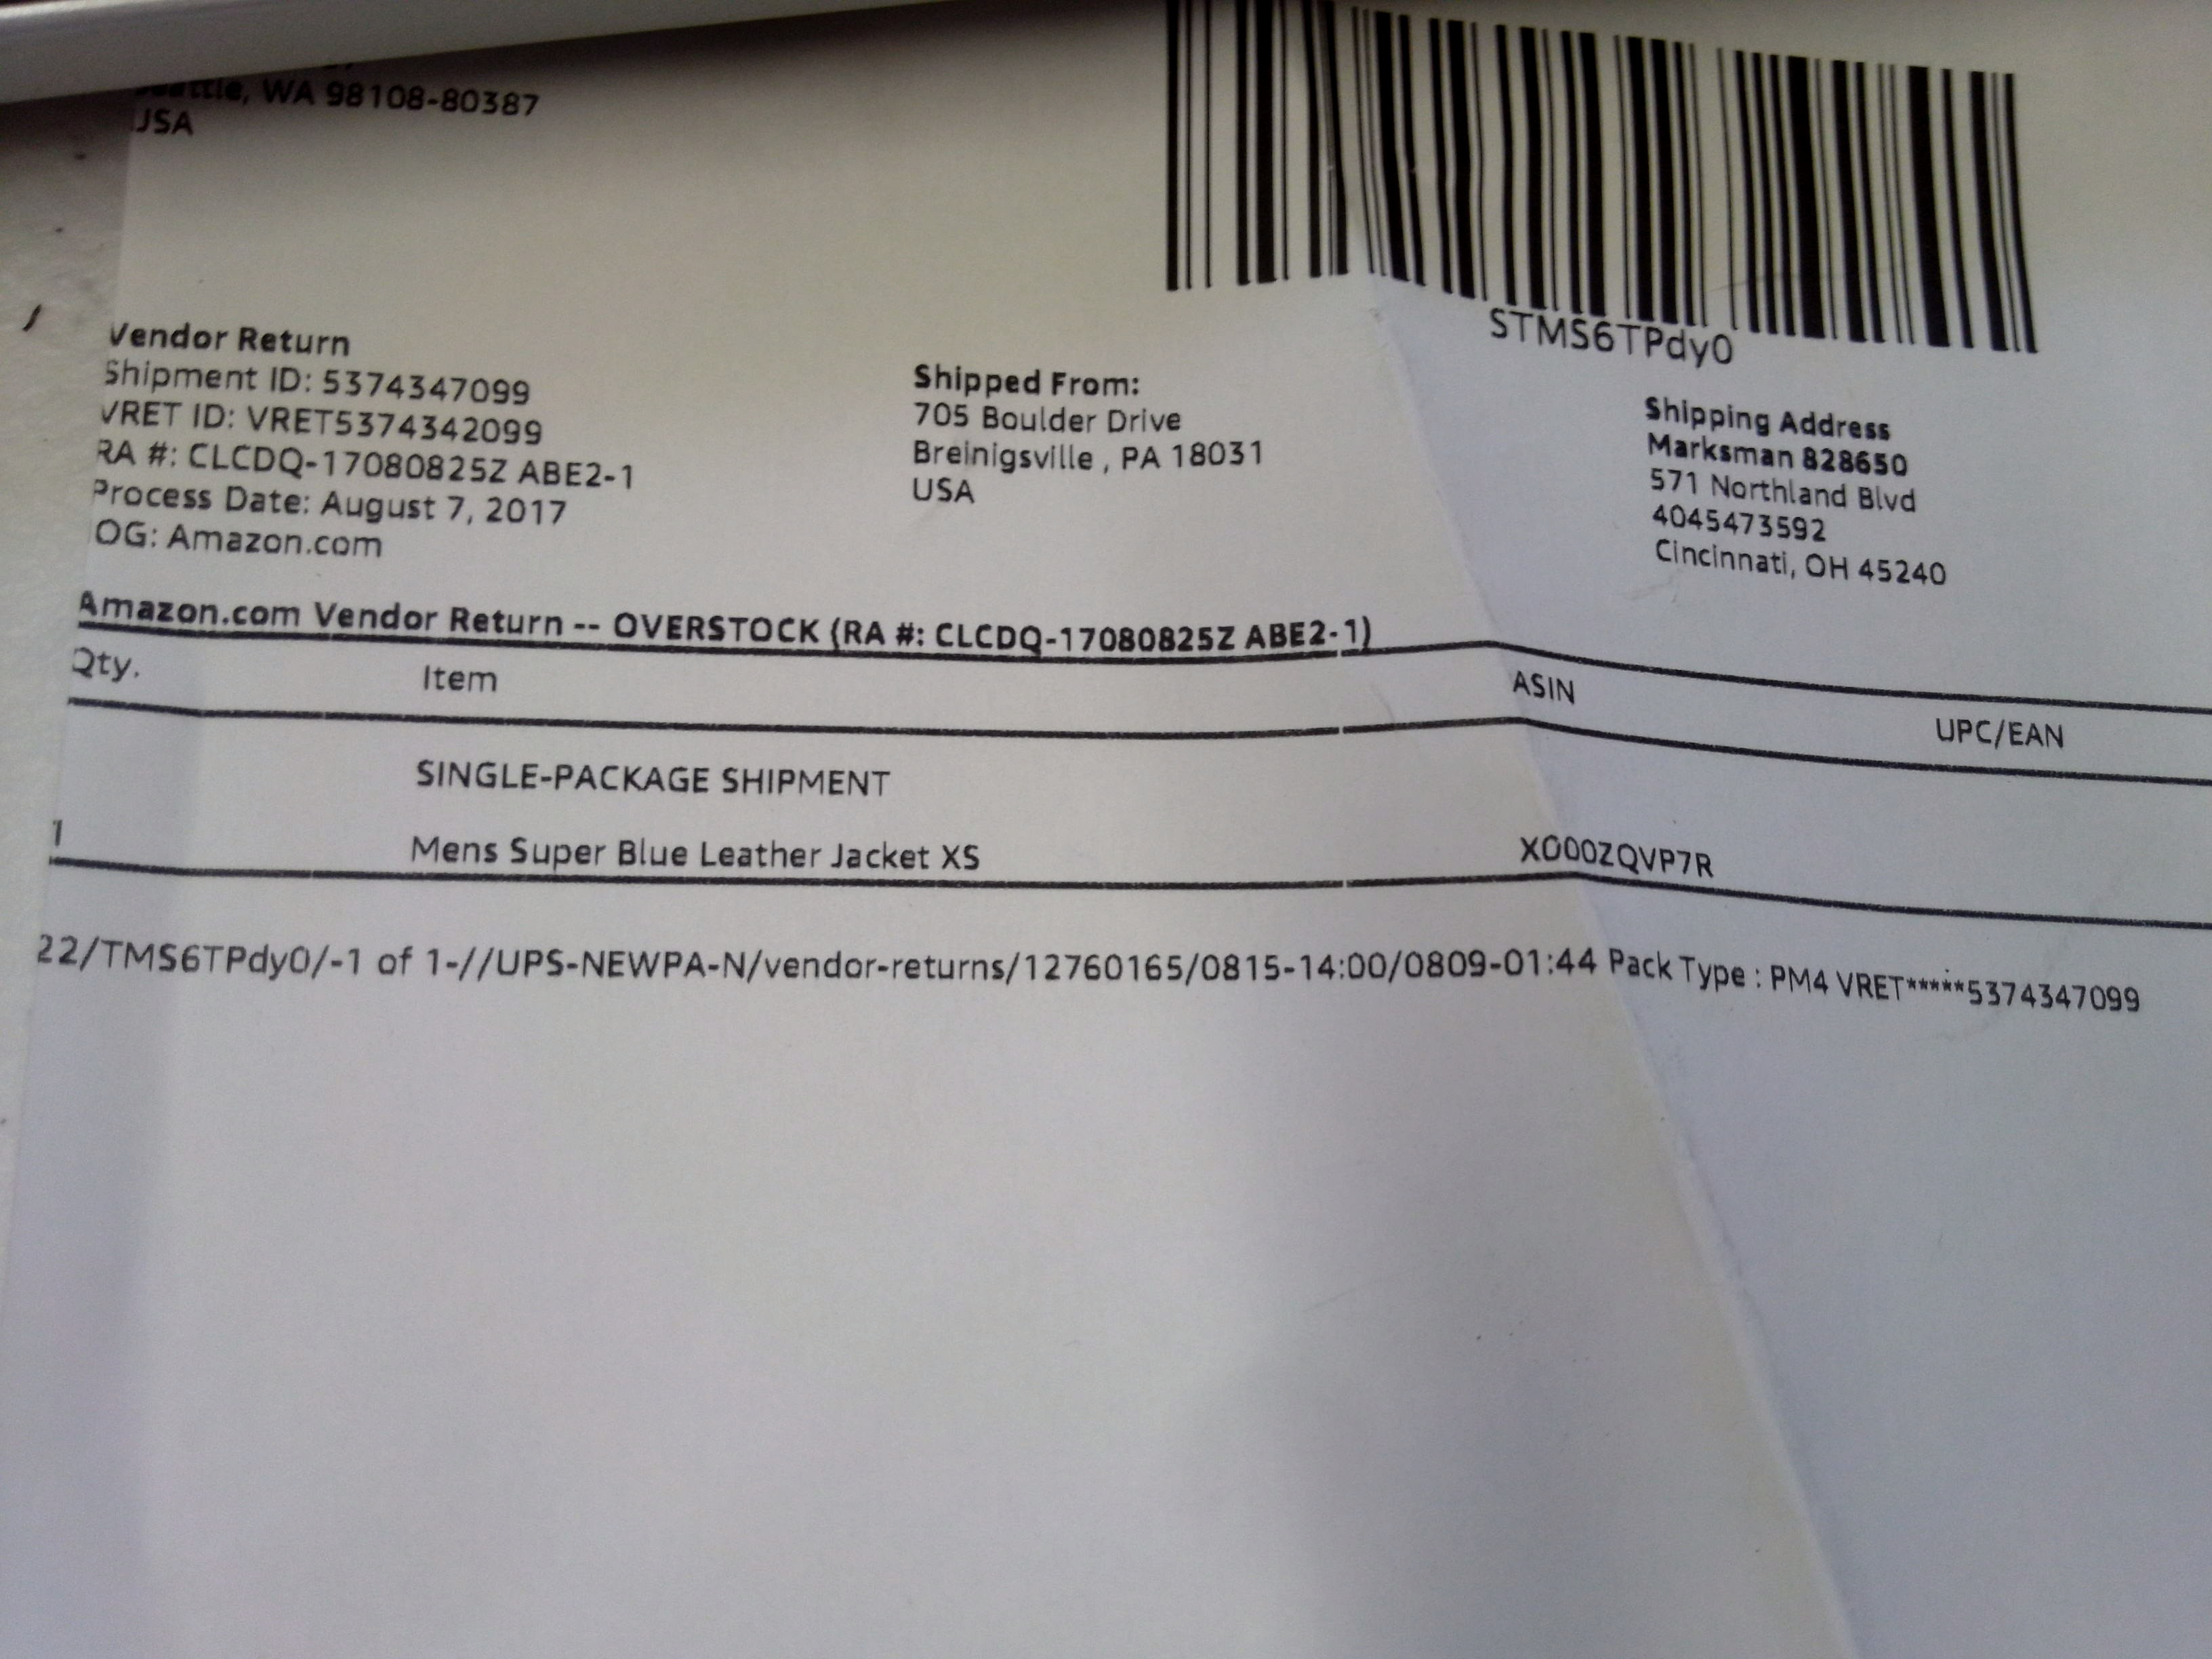 WA 98108-80387
USA
STMS6TPdy0
Vendor Return
Shipment ID: 5374347099
VRET ID: VRET5374342099
RA #: CLCDQ-17080825Z ABE2-1
Process Date: August 7, 2017
OG: Amazon.com
Shipped From:
705 Boulder Drive
Breinigsville , PA 18031
USA
Shipping Address
Marksman 828650
571 Northland Blvd
4045473592
Cincinnati, OH 45240
Amazon.com Vendor Return -- OVERSTOCK (RA #: CLCDQ-17080825Z ABE2-1)
Qty. Item ASIN UPC/EAN
SINGLE-PACKAGE SHIPMENT
1 Mens Super Blue Leather Jacket XS X000ZQVP7R
22/TMS6TPdy0/-1 of 1-//UPS-NEWPA-N/vendor-returns/12760165/0815-14:00/0809-01:44 Pack Type : PM4 VRET*****5374347099